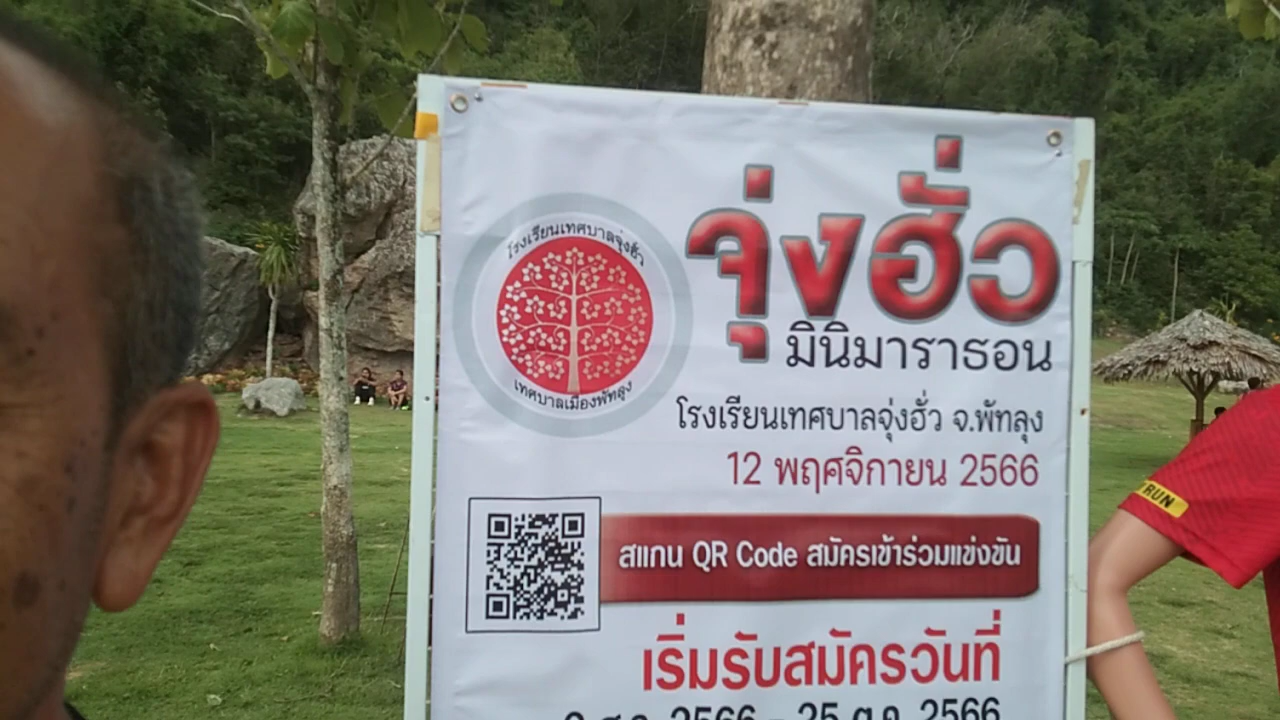 จุ่งฮั่ว
มินิมาราธอน
โรงเรียนเทศบาลจุ่งฮั่ว
เทศบาลเมืองพัทลุง
โรงเรียนเทศบาลจุ่งฮั่ว จ.พัทลุง
12 พฤศจิกายน 2566
สแกน QR Code สมัครเข้าร่วมแข่งขัน
RUN
เริ่มรับสมัครวันที่
2566 - 25 ต.ค. 2566